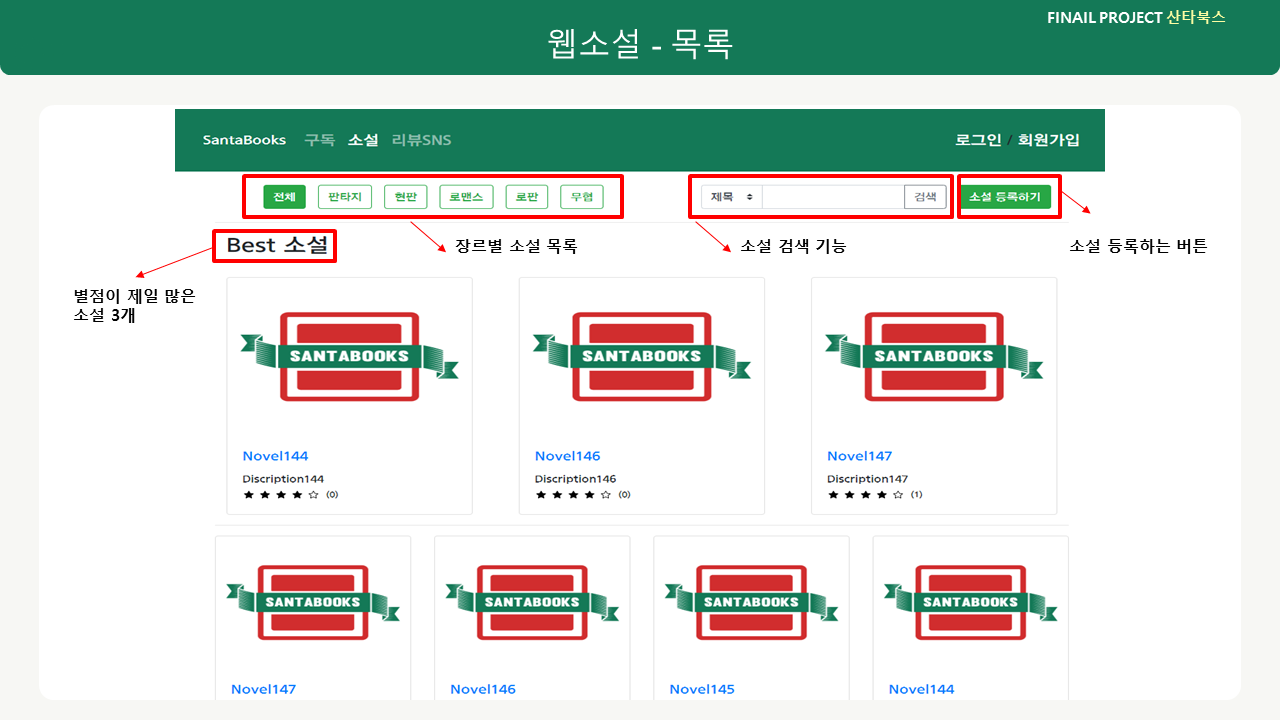 FINAIL PROJECT 산타북스
웹소설 - 목록
SantaBooks 구독 소설 리뷰SNS 로그인 / 회원가입
전체 판타지 현판 로맨스 로판 무협 제목 검색 소설 등록하기
Best 소설
장르별 소설 목록
소설 검색 기능
소설 등록하는 버튼
별점이 제일 많은
소설 3개
SANTABOOKS SANTABOOKS SANTABOOKS
Novel144 Novel146 Novel147
Discription144 Discription146 Discription147
★ ★ ★ ★ ☆ (0) ★ ★ ★ ★ ☆ (0) ★ ★ ★ ★ ☆ (1)
SANTABOOKS SANTABOOKS SANTABOOKS SANTABOOKS
Novel147 Novel146 Novel145 Novel144